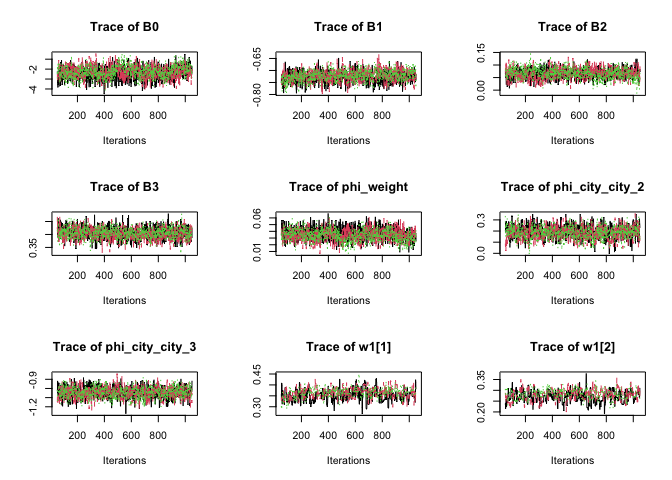 Trace of B0
-2
-4
200 400 600 800
Iterations
Trace of B1
-0.65
-0.80
200 400 600 800
Iterations
Trace of B2
0.15
0.00
200 400 600 800
Iterations
Trace of B3
0.35
200 400 600 800
Iterations
Trace of phi_weight
0.06
0.01
200 400 600 800
Iterations
Trace of phi_city_city_2
0.3
0.0
200 400 600 800
Iterations
Trace of phi_city_city_3
-0.9
-1.2
200 400 600 800
Iterations
Trace of w1[1]
0.45
0.30
200 400 600 800
Iterations
Trace of w1[2]
0.35
0.20
200 400 600 800
Iterations